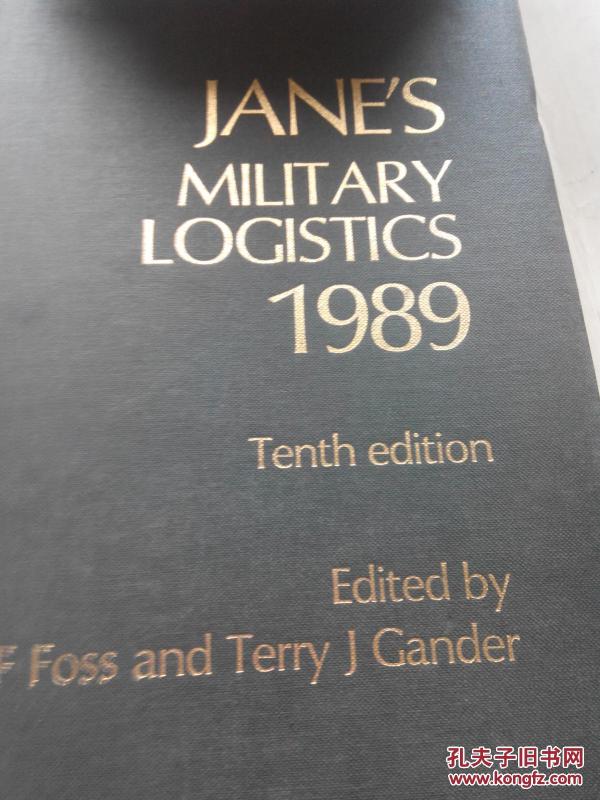 JANE'S
MILITARY
LOGISTICS
1989
Tenth edition
Edited by
F Foss and Terry J Gander
孔夫子旧书网
www.kongfz.com